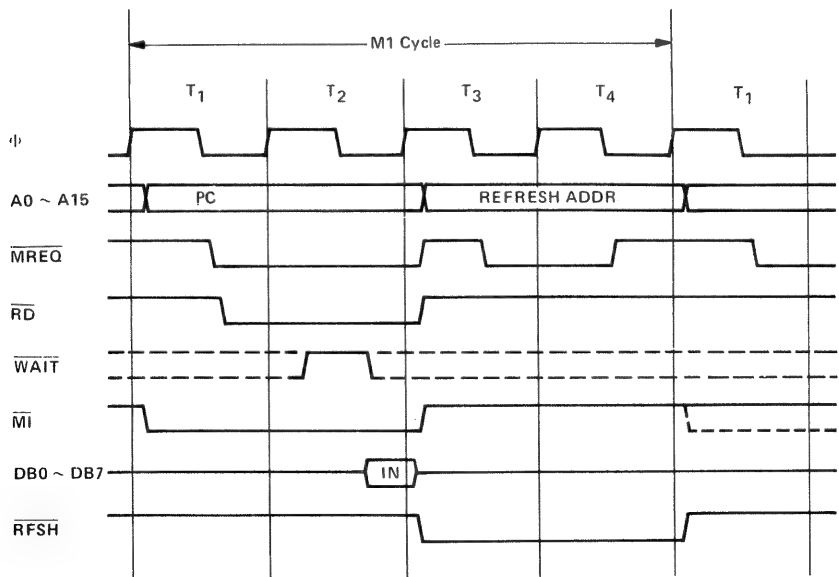 M1 Cycle
T1 T2 T3 T4 T1
Φ
A0 ~ A15 PC REFRESH ADDR
MREQ
RD
WAIT
MI
DB0 ~ DB7 IN
RFSH